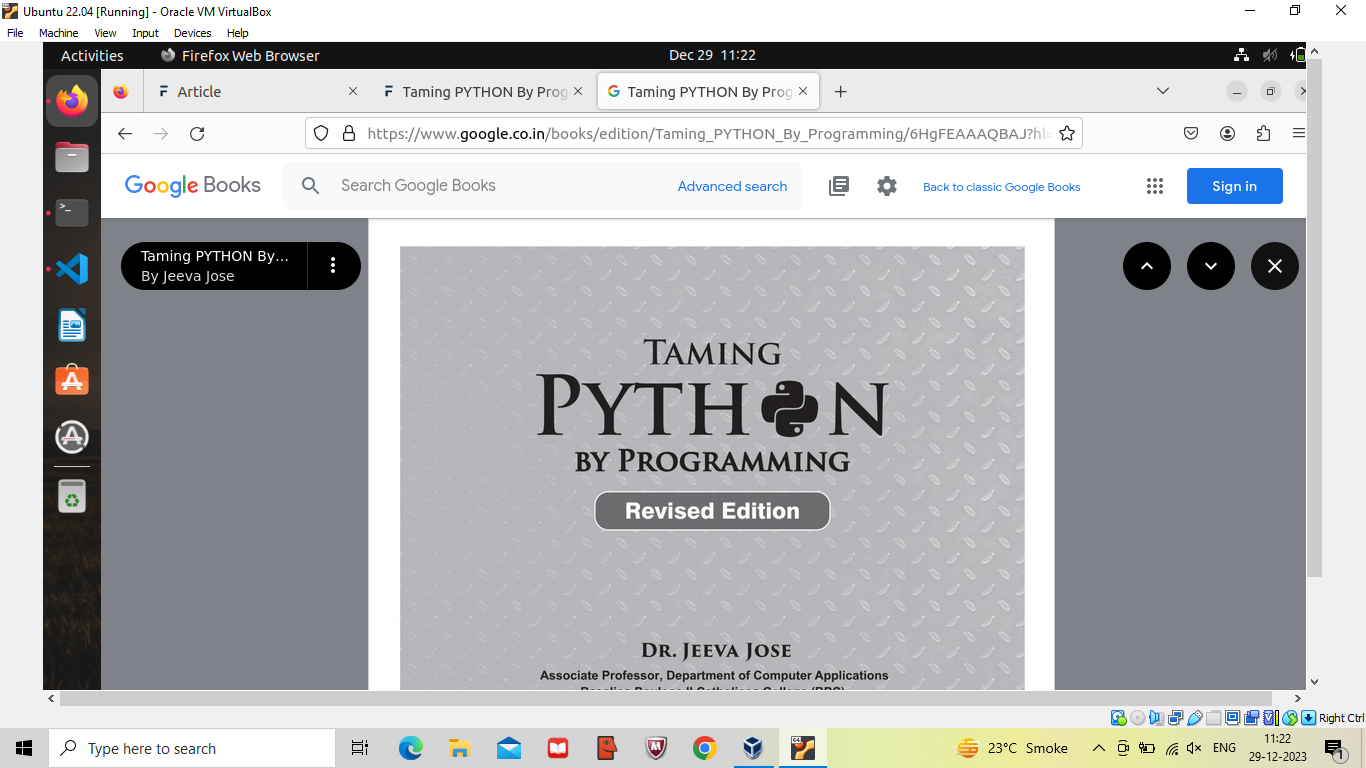 Ubuntu 22.04 [Running] - Oracle VM VirtualBox
File Machine View Input Devices Help
Activities Firefox Web Browser Dec 29 11:22
Article Taming PYTHON By Prog Taming PYTHON By Prog
https://www.google.co.in/books/edition/Taming_PYTHON_By_Programming/6HgFEAAAQBAJ?hl=
Google Books Search Google Books Advanced search Back to classic Google Books Sign in
Taming PYTHON By...
By Jeeva Jose
TAMING
PYTHON
BY PROGRAMMING
Revised Edition
DR. JEEVA JOSE
Associate Professor, Department of Computer Applications
Right Ctrl
Type here to search
23°C Smoke
ENG
11:22
29-12-2023
1